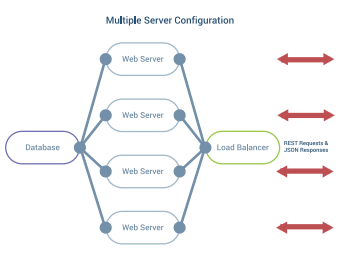 Multiple Server Configuration
Web Server
Web Server
Database
Load Balancer
REST Requests &
JSON Responses
Web Server
Web Server